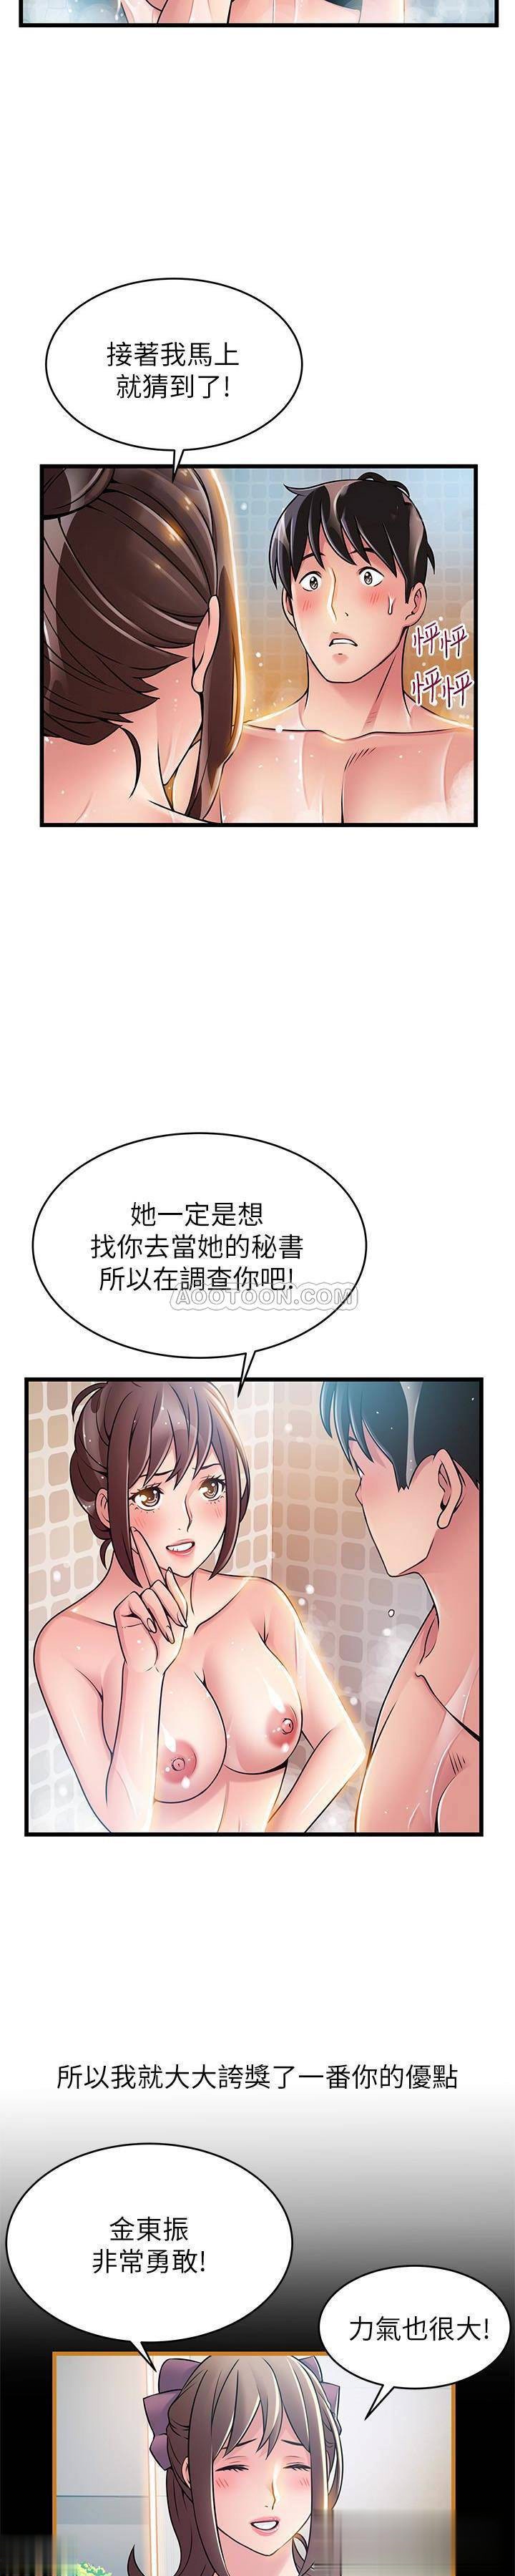 接著我馬上
就猜到了!
怦怦
怦怦
她一定是想
找你去當她的秘書
所以在調查你吧!
AOOTOON.COM
所以我就大大誇獎了一番你的優點
金東振
非常勇敢!
力氣也很大!